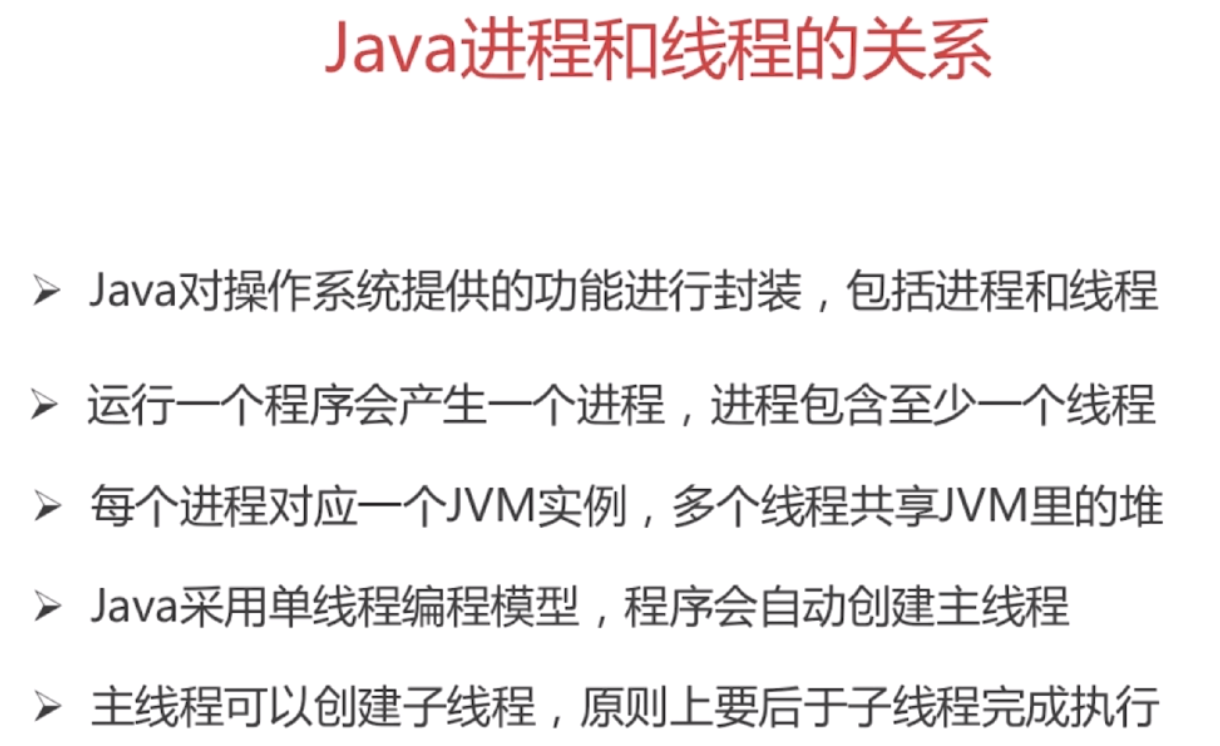 Java进程和线程的关系
➢ Java对操作系统提供的功能进行封装，包括进程和线程
➢ 运行一个程序会产生一个进程，进程包含至少一个线程
➢ 每个进程对应一个JVM实例，多个线程共享JVM里的堆
➢ Java采用单线程编程模型，程序会自动创建主线程
➢ 主线程可以创建子线程，原则上要后于子线程完成执行